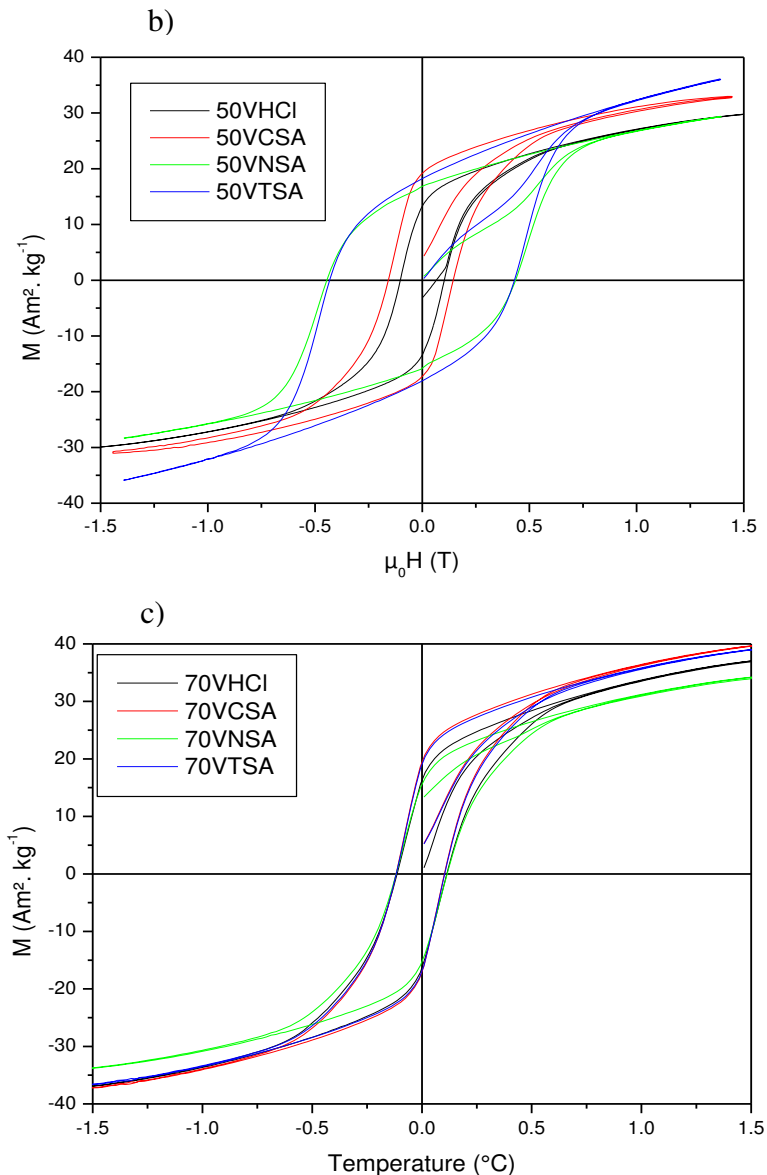 b)
40
30
20
10
0
-10
-20
-30
-40
M (Am². kg⁻¹)
50VHCl
50VCSA
50VNSA
50VTSA
-1.5 -1.0 -0.5 0.0 0.5 1.0 1.5
μ₀H (T)
c)
40
30
20
10
0
-10
-20
-30
-40
M (Am². kg⁻¹)
70VHCl
70VCSA
70VNSA
70VTSA
-1.5 -1.0 -0.5 0.0 0.5 1.0 1.5
Temperature (°C)